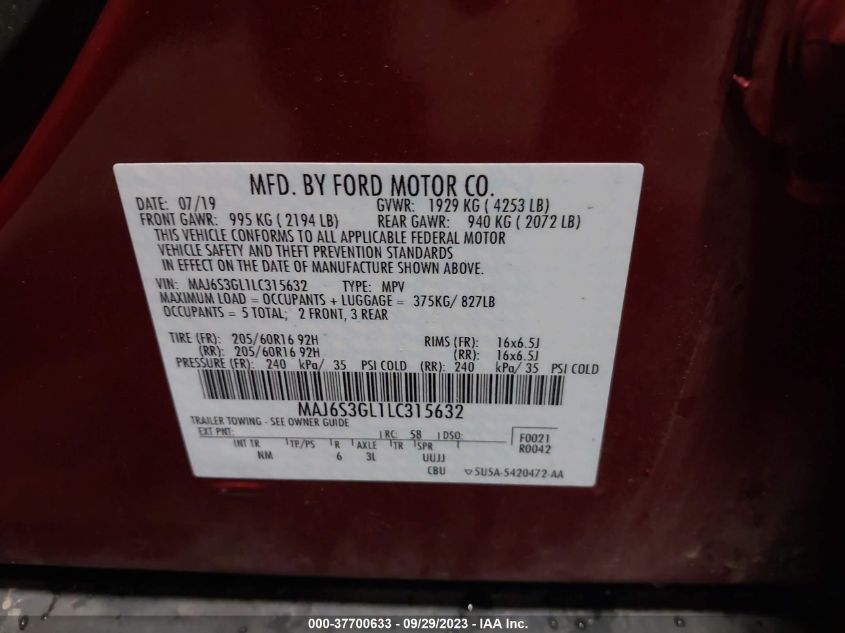 MFD. BY FORD MOTOR CO.
DATE: 07/19 GVWR: 1929 KG ( 4253 LB)
FRONT GAWR: 995 KG ( 2194 LB) REAR GAWR: 940 KG ( 2072 LB)
THIS VEHICLE CONFORMS TO ALL APPLICABLE FEDERAL MOTOR
VEHICLE SAFETY AND THEFT PREVENTION STANDARDS
IN EFFECT ON THE DATE OF MANUFACTURE SHOWN ABOVE.
VIN: MAJ6S3GL1LC315632 TYPE: MPV
MAXIMUM LOAD = OCCUPANTS + LUGGAGE = 375KG/ 827LB
OCCUPANTS = 5 TOTAL; 2 FRONT, 3 REAR
TIRE (FR): 205/60R16 92H RIMS (FR): 16x6.5J
(RR): 205/60R16 92H (RR): 16x6.5J
PRESSURE (FR): 240 kPa/ 35 PSI COLD (RR): 240 kPa/ 35 PSI COLD
MAJ6S3GL1LC315632
TRAILER TOWING - SEE OWNER GUIDE
EXT PNT: RC: 58 DSO: F0021
INT TR TP/PS R AXLE TR SPR R0042
NM 6 3L UUJJ
CBU 5U5A-5420472-AA
000-37700633 - 09/29/2023 - IAA Inc.